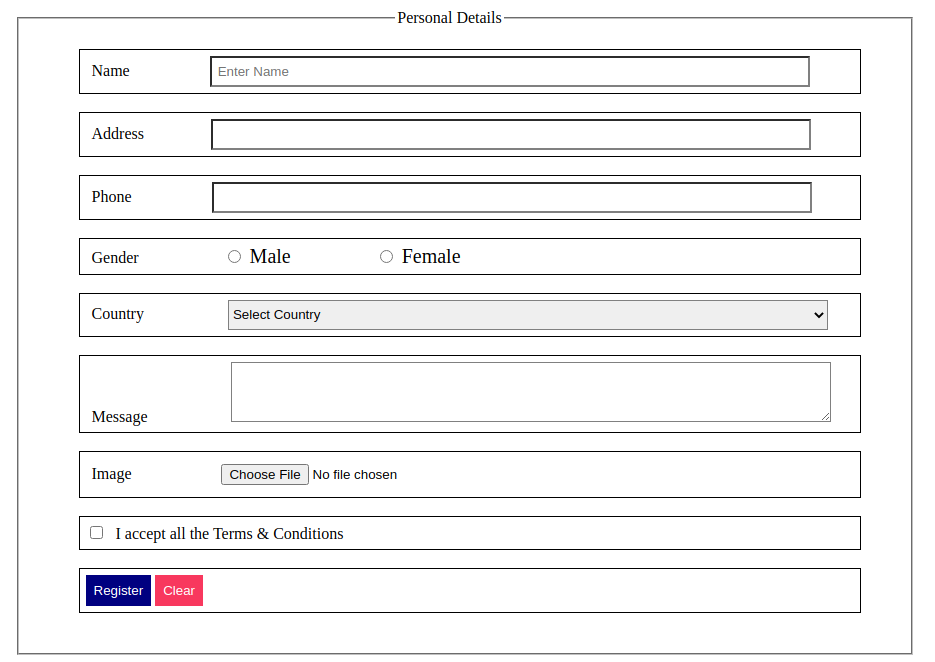 Personal Details
Name Enter Name
Address
Phone
Gender Male Female
Country Select Country
Message
Image Choose File No file chosen
I accept all the Terms & Conditions
Register Clear